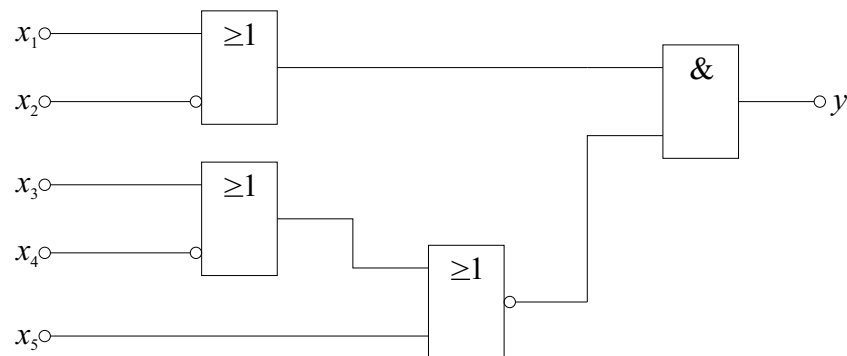 x₁
≥1
x₂
&
y
x₃
≥1
x₄
≥1
x₅